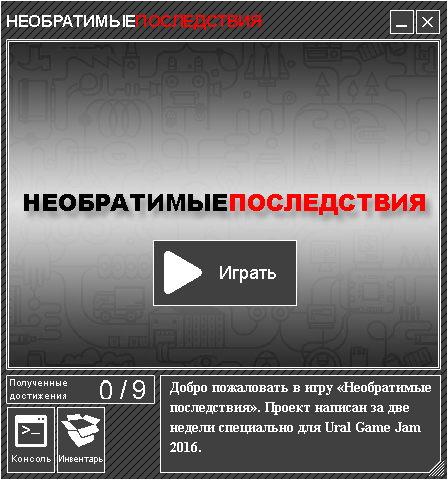 НЕОБРАТИМЫЕПОСЛЕДСТВИЯ
НЕОБРАТИМЫЕПОСЛЕДСТВИЯ
Играть
Полученные
достижения
0 / 9
Добро пожаловать в игру «Необратимые
последствия». Проект написан за две
недели специально для Ural Game Jam
2016.
>_
Консоль
Инвентарь